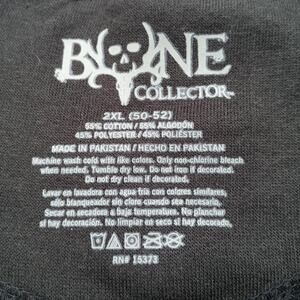 BONE
COLLECTOR™
2XL (50-52)
55% COTTON / 55% ALGODÓN
45% POLYESTER / 45% POLIÉSTER
MADE IN PAKISTAN / HECHO EN PAKISTAN
Machine wash cold with like colors. Only non-chlorine bleach
when needed. Tumble dry low. Do not iron if decorated.
Do not dry clean if decorated.
Lavar en lavadora con agua fria con colores similares,
sólo blanqueador sin cloro cuando sea necesario.
Secar en secadora a baja temperatura. No planchar
si hay decoración. No limpiar en seco si hay decorado.
RN# 15373